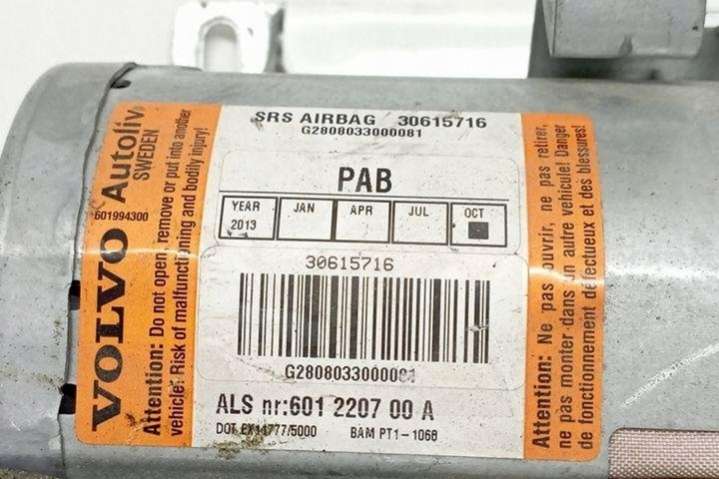 VOLVO Autoliv
SWEDEN
601994300
Attention: Do not open, remove or put into another
vehicle: Risk of malfunctioning and bodily injury!
SRS AIRBAG 30615716
G2808033000081
PAB
YEAR JAN APR JUL OCT
2013
30615716
G2808033000081
ALS nr:601 2207 00 A
DOT EX14777/5000 BAM PT1-1068
Attention: Ne pas ouvrir, ne pas retirer,
ne pas monter dans un autre vehicule! Danger
de fonctionnement défectueux et des blessures!